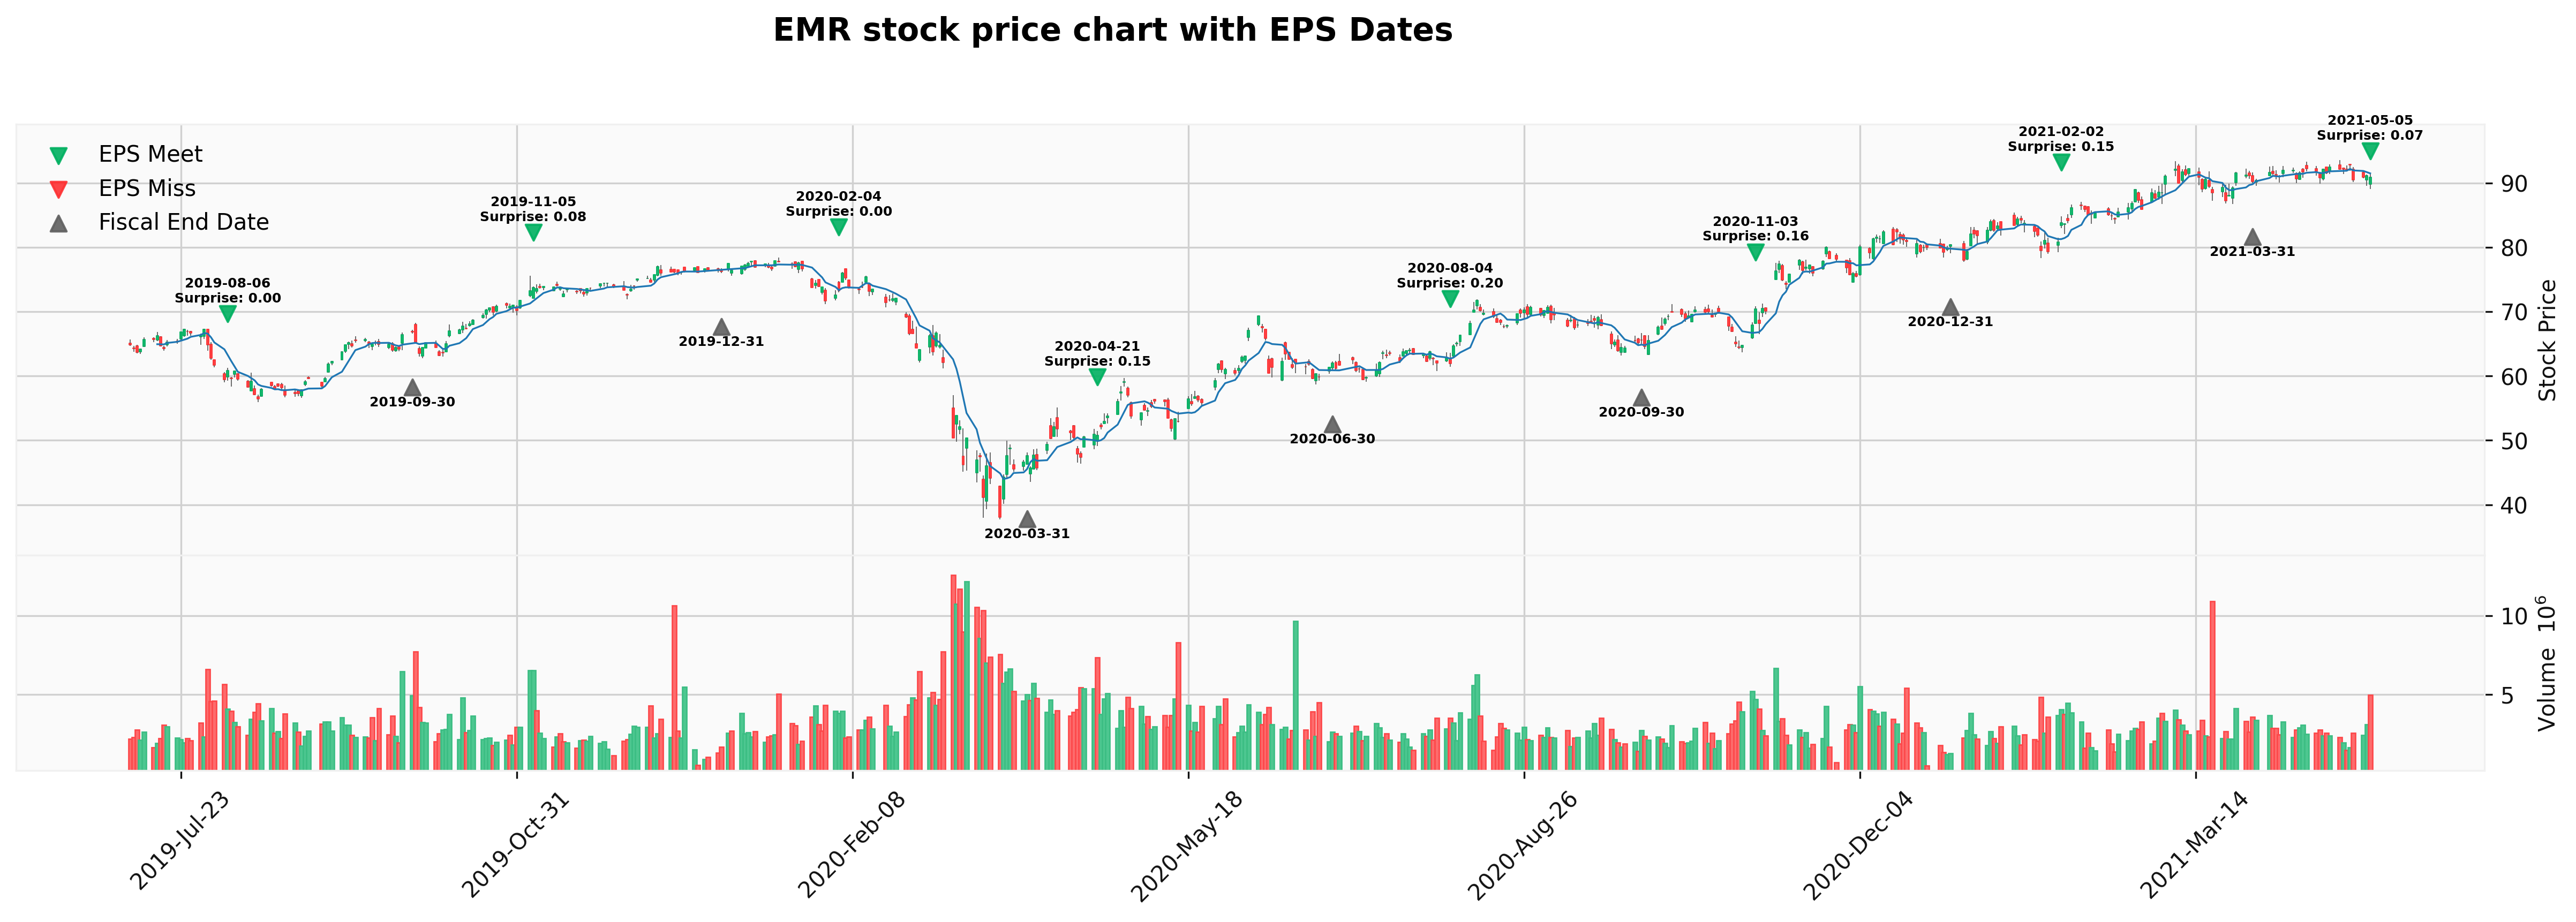 EMR stock price chart with EPS Dates
EPS Meet
EPS Miss
Fiscal End Date
2019-08-06
Surprise: 0.00
2019-09-30
2019-11-05
Surprise: 0.08
2019-12-31
2020-02-04
Surprise: 0.00
2020-03-31
2020-04-21
Surprise: 0.15
2020-06-30
2020-08-04
Surprise: 0.20
2020-09-30
2020-11-03
Surprise: 0.16
2020-12-31
2021-02-02
Surprise: 0.15
2021-03-31
2021-05-05
Surprise: 0.07
90
80
70
60
50
40
Stock Price
10
5
Volume 10⁶
2019-Jul-23
2019-Oct-31
2020-Feb-08
2020-May-18
2020-Aug-26
2020-Dec-04
2021-Mar-14